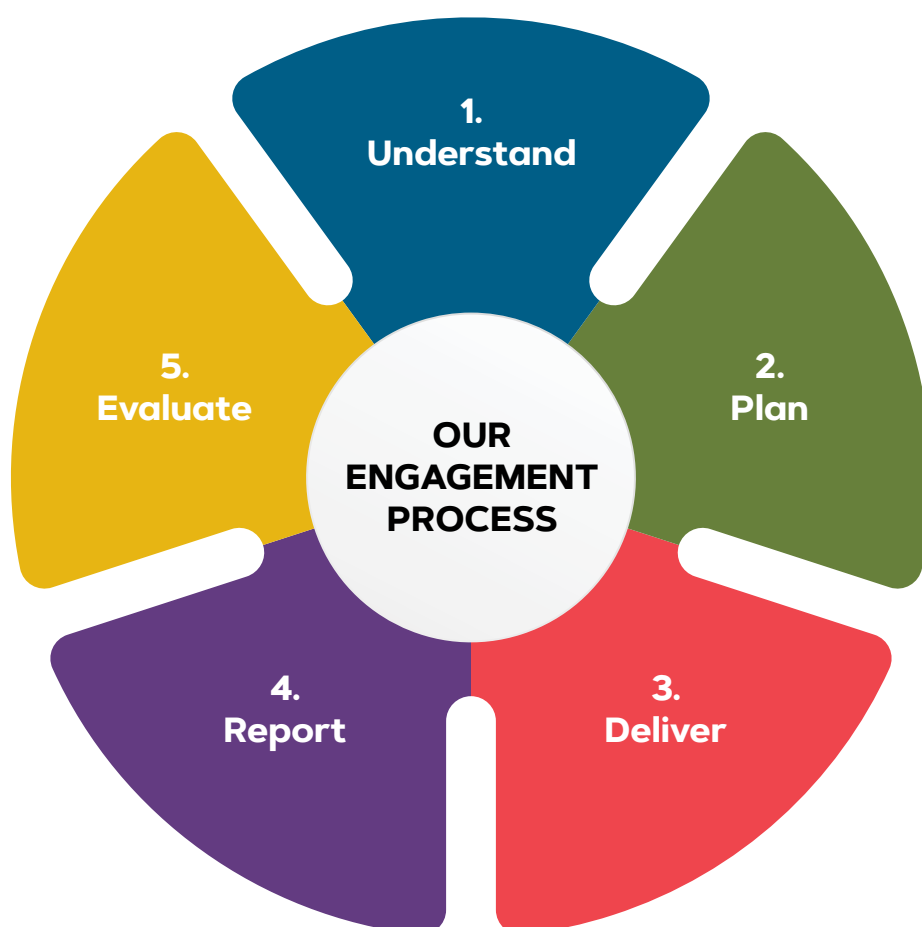 1.
Understand
2.
Plan
3.
Deliver
4.
Report
5.
Evaluate
OUR
ENGAGEMENT
PROCESS